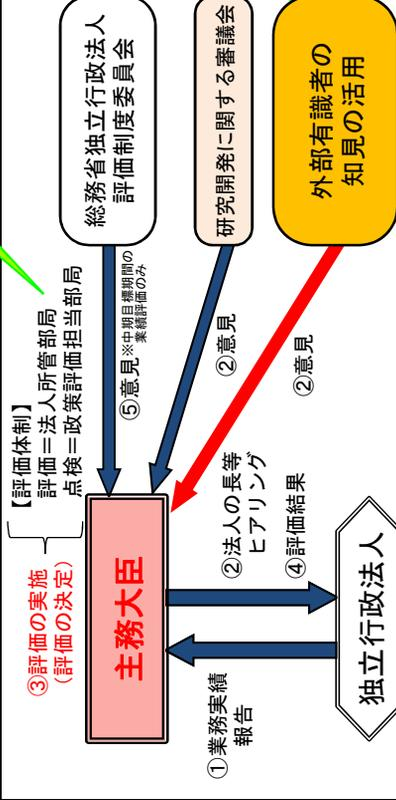 【評価体制】
評価＝法人所管部局
点検＝政策評価担当部局
③評価の実施
（評価の決定）
主務大臣
⑤意見※中期目標期間の
業績評価のみ
総務省独立行政法人
評価制度委員会
②意見
研究開発に関する審議会
②意見
外部有識者の
知見の活用
①業務実績
報告
②法人の長等
ヒアリング
④評価結果
独立行政法人